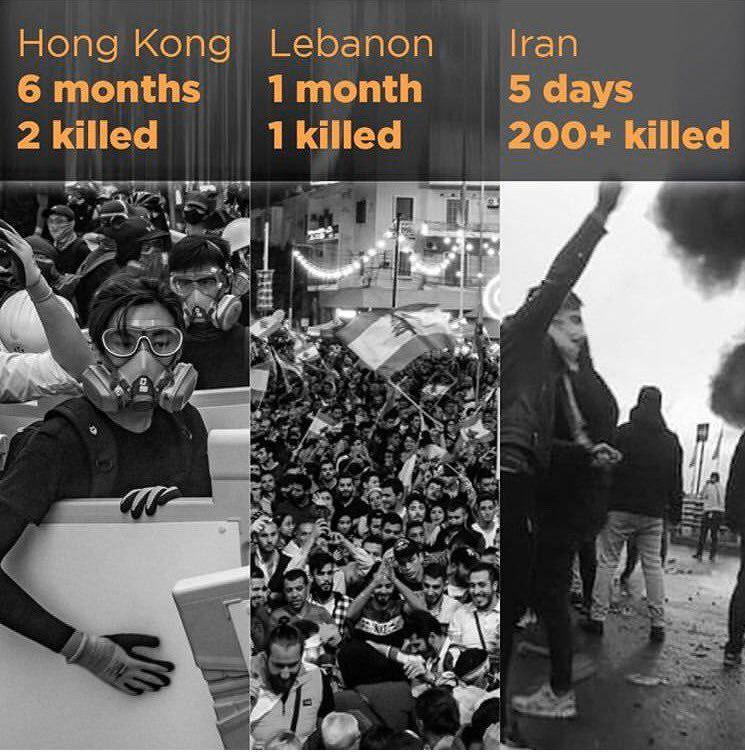 Hong Kong
6 months
2 killed
Lebanon
1 month
1 killed
Iran
5 days
200+ killed